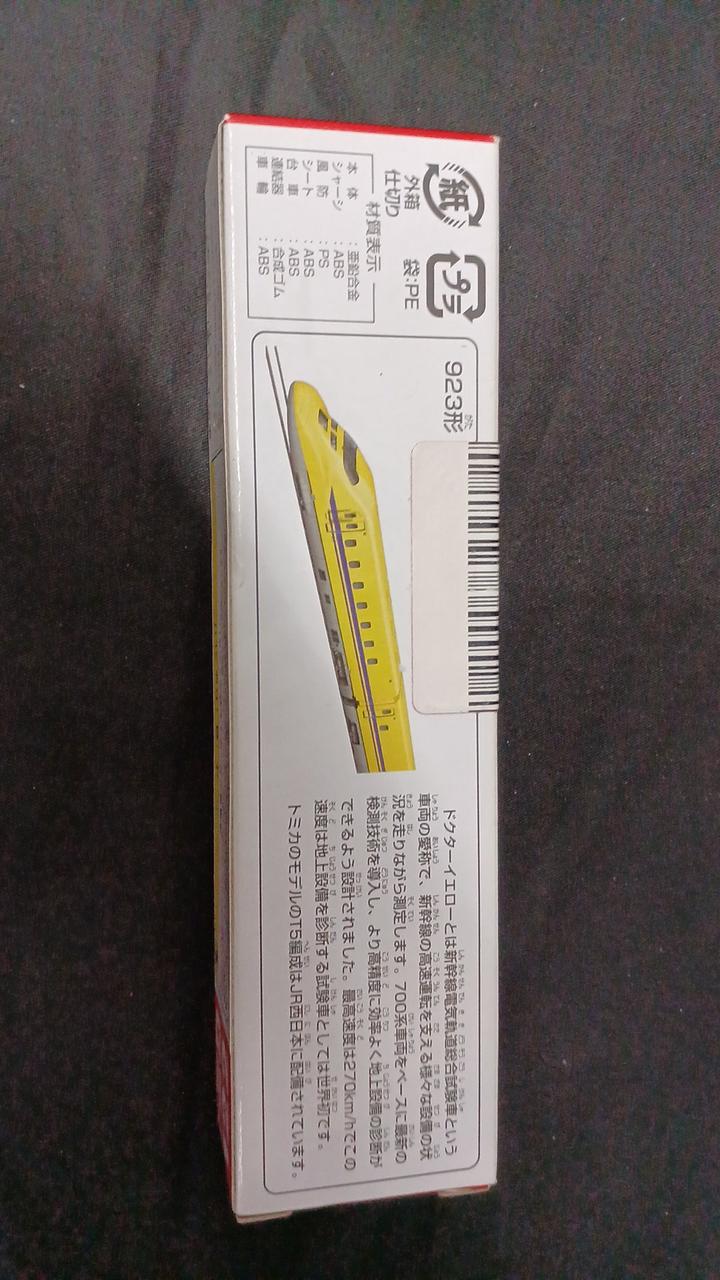 紙
外箱
仕切り
プラ
袋:PE
材質表示
本体 : 亜鉛合金
シャーシ : ABS
風防 : PS
シート : ABS
台車 : ABS
連結器 : 合成ゴム
車輪 : ABS
923形
ドクターイエローとは新幹線電気軌道総合試験車という
車両の愛称で、新幹線の高速運転を支える様々な設備の状
況を走りながら測定します。700系車両をベースに最新の
検測技術を導入し、より高精度に効率よく地上設備の診断が
できるよう設計されました。最高速度は270km/hでこの
速度は地上設備を診断する試験車としては世界初です。
トミカのモデルのT5編成はJR西日本に配備されています。